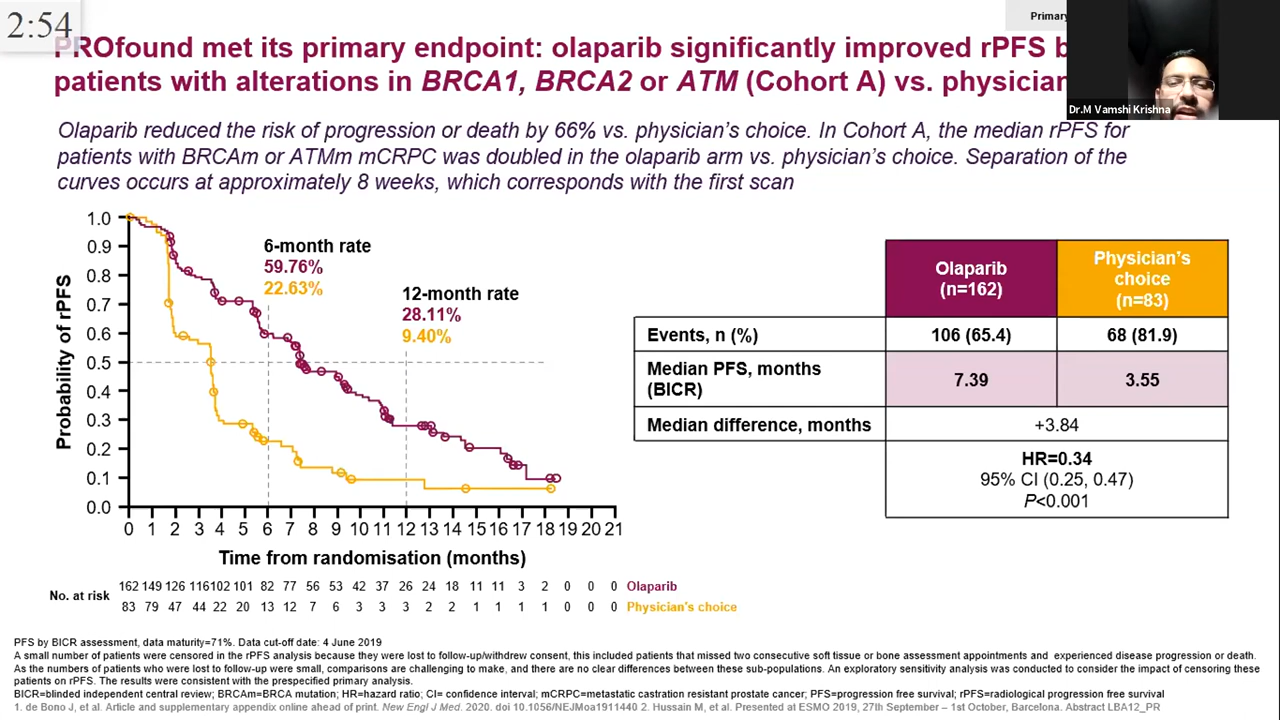 2:54
Primary
PROfound met its primary endpoint: olaparib significantly improved rPFS b
patients with alterations in BRCA1, BRCA2 or ATM (Cohort A) vs. physician
Dr.M Vamshi Krishna
Olaparib reduced the risk of progression or death by 66% vs. physician's choice. In Cohort A, the median rPFS for
patients with BRCAm or ATMm mCRPC was doubled in the olaparib arm vs. physician's choice. Separation of the
curves occurs at approximately 8 weeks, which corresponds with the first scan
Probability of rPFS
1.0
0.9
0.8
0.7
0.6
0.5
0.4
0.3
0.2
0.1
0.0
6-month rate
59.76%
22.63%
12-month rate
28.11%
9.40%
0 1 2 3 4 5 6 7 8 9 10 11 12 13 14 15 16 17 18 19 20 21
Time from randomisation (months)
No. at risk
162 149 126 116 102 101 82 77 56 53 42 37 26 24 18 11 11 3 2 0 0 0 Olaparib
83 79 47 44 22 20 13 12 7 6 3 3 3 2 2 1 1 1 1 0 0 0 Physician's choice
Olaparib
(n=162)
Physician's
choice
(n=83)
Events, n (%) 106 (65.4) 68 (81.9)
Median PFS, months
(BICR)
7.39 3.55
Median difference, months +3.84
HR=0.34
95% CI (0.25, 0.47)
P<0.001
PFS by BICR assessment, data maturity=71%. Data cut-off date: 4 June 2019
A small number of patients were censored in the rPFS analysis because they were lost to follow-up/withdrew consent, this included patients that missed two consecutive soft tissue or bone assessment appointments and experienced disease progression or death.
As the numbers of patients who were lost to follow-up were small, comparisons are challenging to make, and there are no clear differences between these sub-populations. An exploratory sensitivity analysis was conducted to consider the impact of censoring these
patients on rPFS. The results were consistent with the prespecified primary analysis.
BICR=blinded independent central review; BRCAm=BRCA mutation; HR=hazard ratio; CI= confidence interval; mCRPC=metastatic castration resistant prostate cancer; PFS=progression free survival; rPFS=radiological progression free survival
1. de Bono J, et al. Article and supplementary appendix online ahead of print. New Engl J Med. 2020. doi 10.1056/NEJMoa1911440 2. Hussain M, et al. Presented at ESMO 2019, 27th September – 1st October, Barcelona. Abstract LBA12_PR